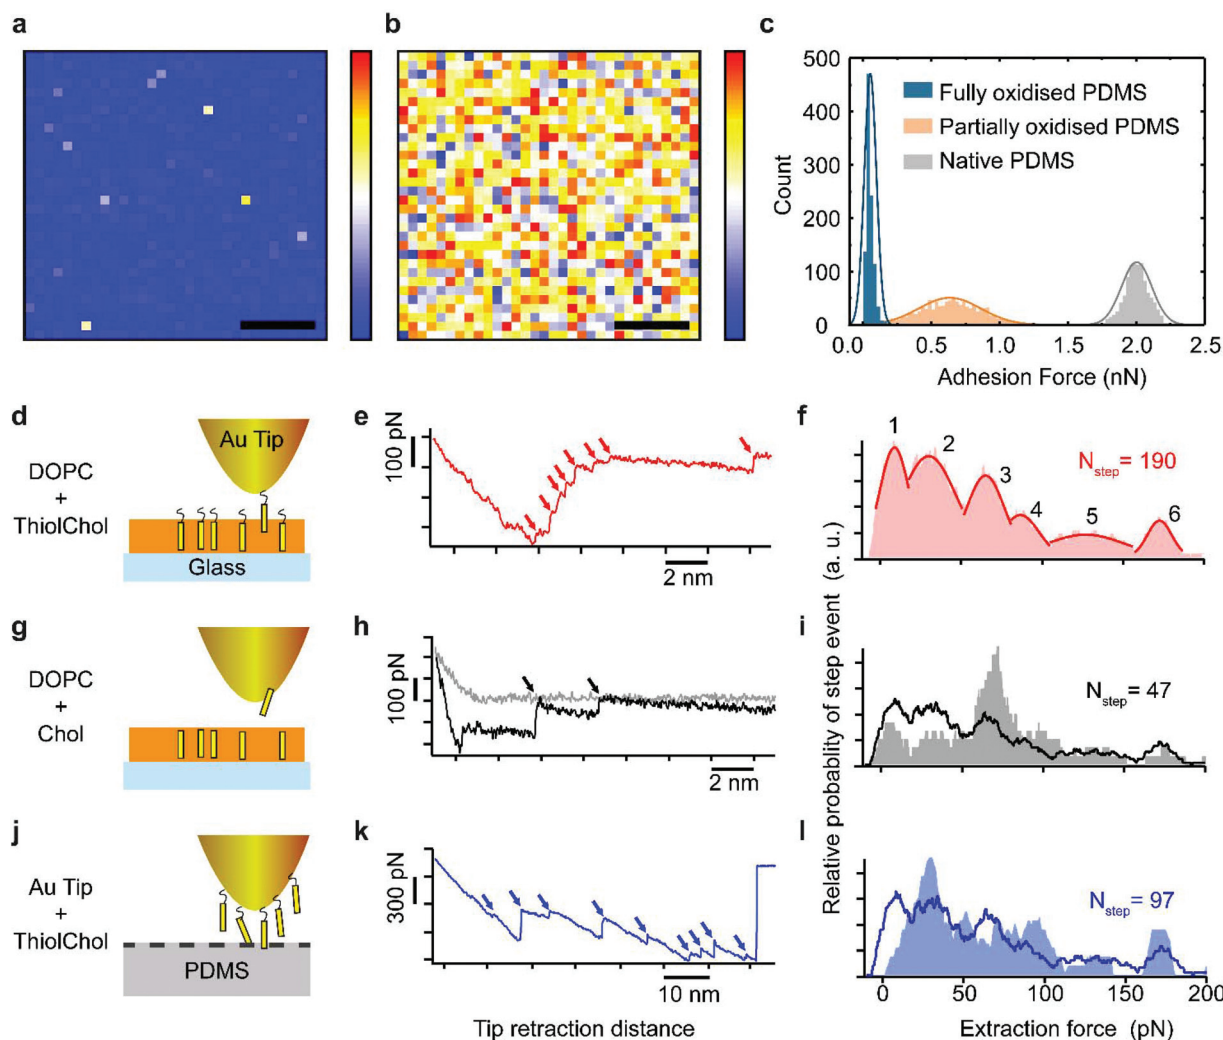 a
b
c
500
400
300
200
100
0
Count
Fully oxidised PDMS
Partially oxidised PDMS
Native PDMS
0.0 0.5 1.0 1.5 2.0 2.5
Adhesion Force (nN)
d
DOPC
+
ThiolChol
Au Tip
Glass
e
100 pN
2 nm
f
1
2
3
4
5
6
N_step = 190
g
DOPC
+
Chol
h
100 pN
2 nm
i
N_step = 47
Relative probability of step event (a. u.)
j
Au Tip
+
ThiolChol
PDMS
k
300 pN
10 nm
Tip retraction distance
l
N_step = 97
0 50 100 150 200
Extraction force (pN)